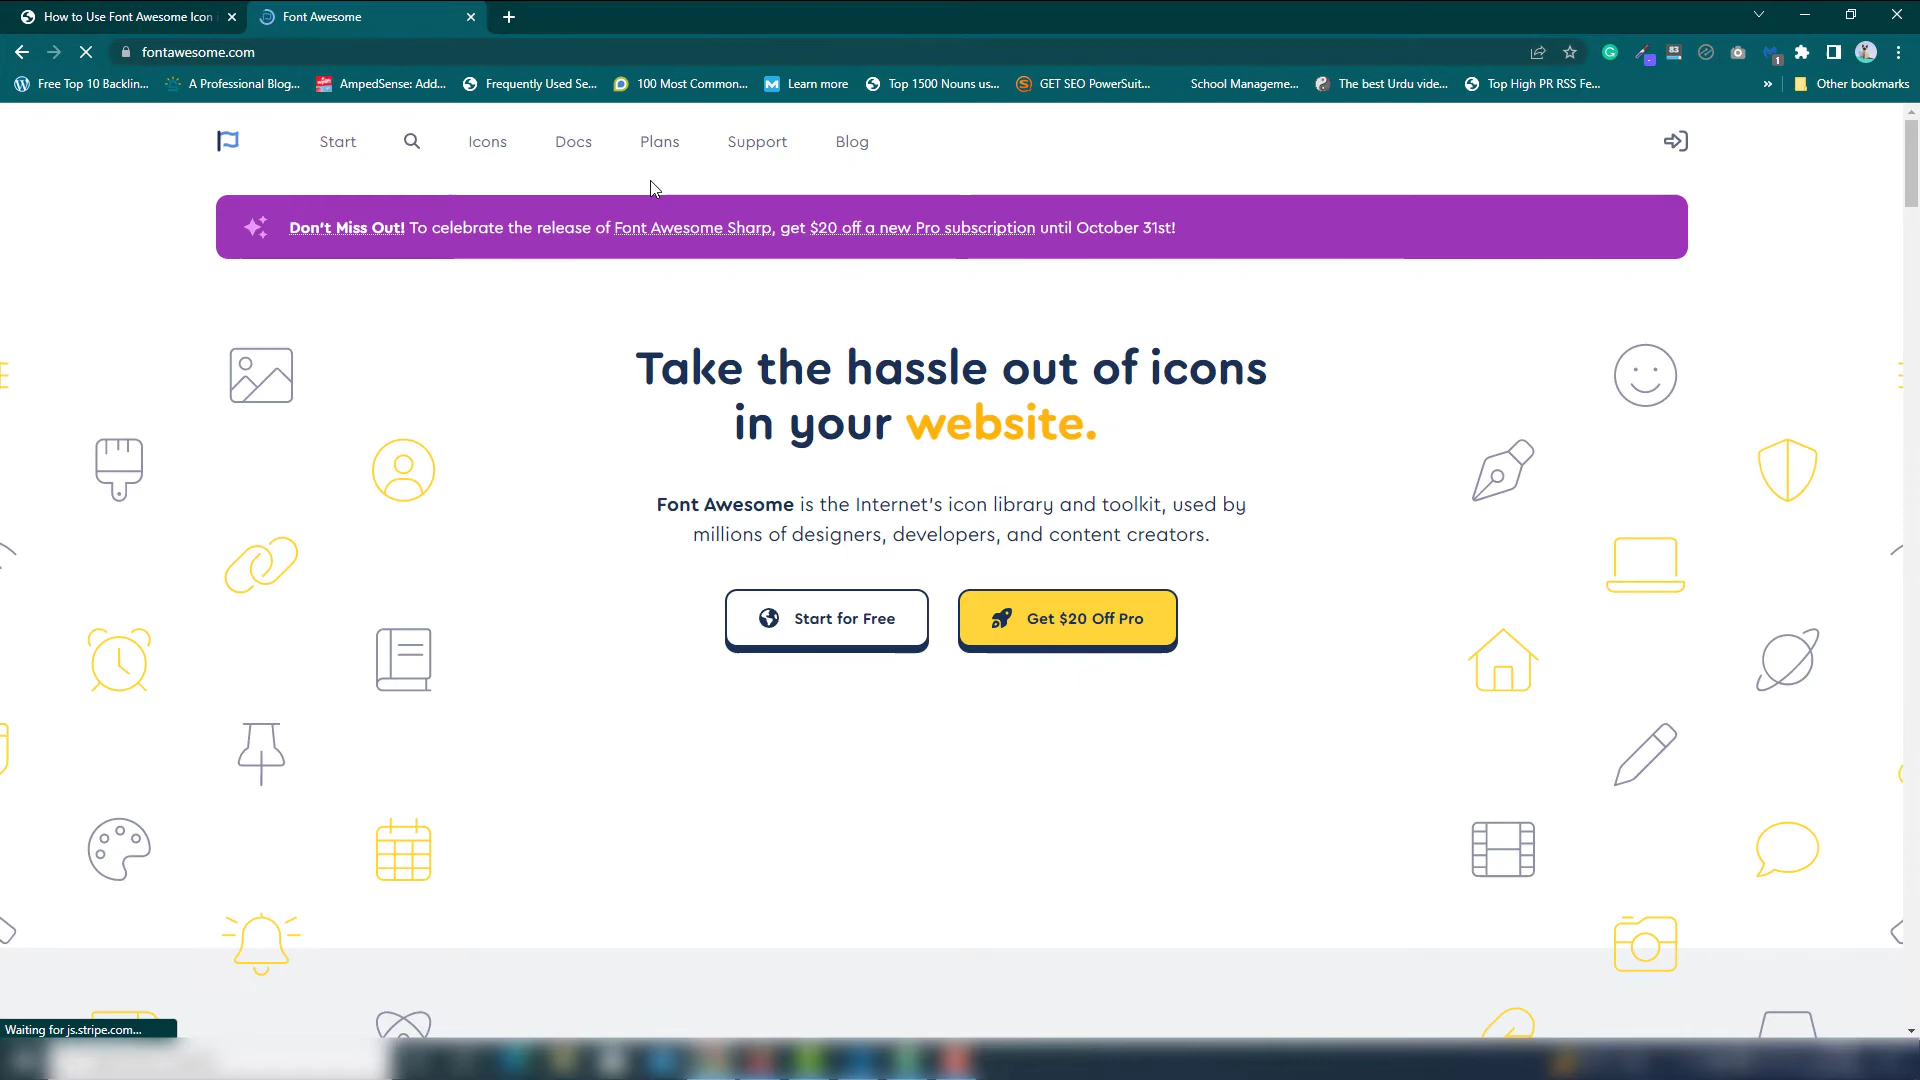 How to Use Font Awesome Icon
Font Awesome
fontawesome.com
83
1
Free Top 10 Backlin...
A Professional Blog...
AmpedSense: Add...
Frequently Used Se...
100 Most Common...
Learn more
Top 1500 Nouns us...
GET SEO PowerSuit...
School Manageme...
The best Urdu vide...
Top High PR RSS Fe...
»
Other bookmarks
Start
Icons
Docs
Plans
Support
Blog
Don't Miss Out! To celebrate the release of Font Awesome Sharp, get $20 off a new Pro subscription until October 31st!
Take the hassle out of icons
in your website.
Font Awesome is the Internet's icon library and toolkit, used by
millions of designers, developers, and content creators.
Start for Free
Get $20 Off Pro
Waiting for js.stripe.com...